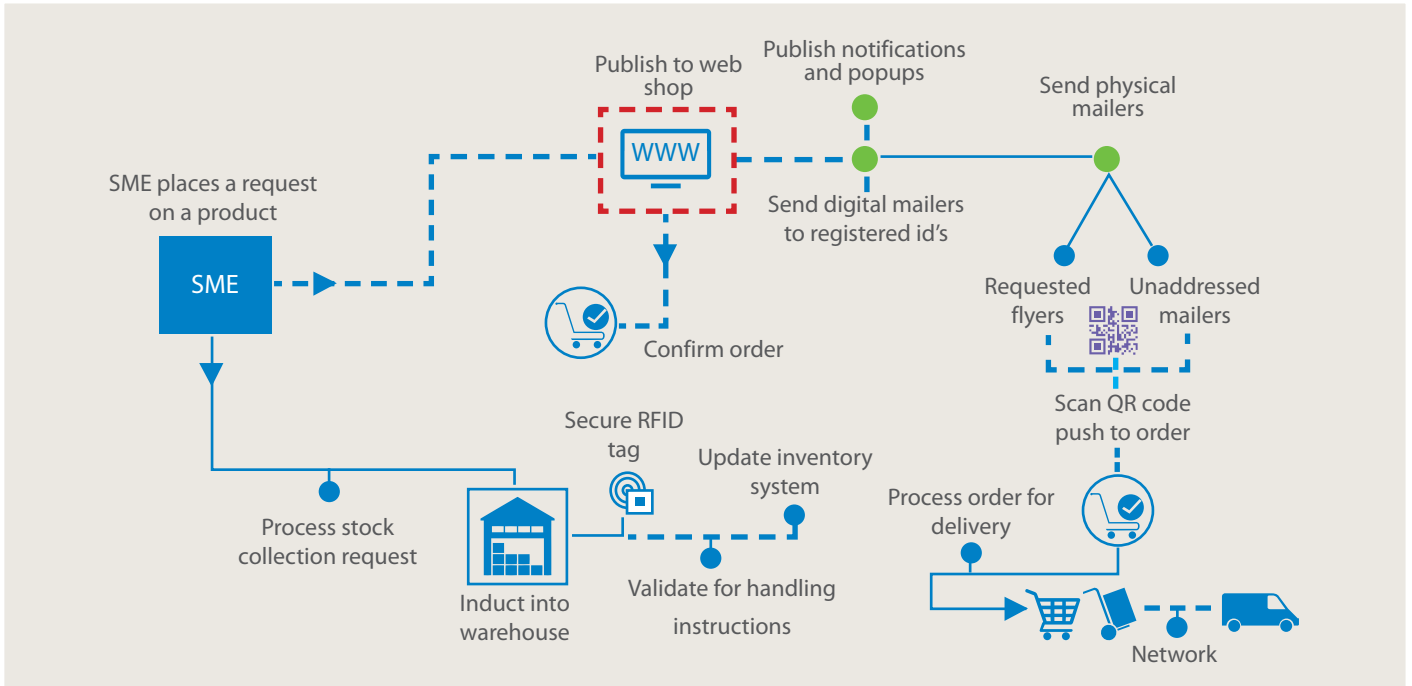 Publish to web
shop
WWW
Publish notifications
and popups
Send physical
mailers
SME places a request
on a product
SME
Send digital mailers
to registered id's
Requested
flyers
Unaddressed
mailers
Confirm order
Scan QR code
push to order
Secure RFID
tag
Update inventory
system
Process stock
collection request
Induct into
warehouse
Validate for handling
instructions
Process order for
delivery
Network